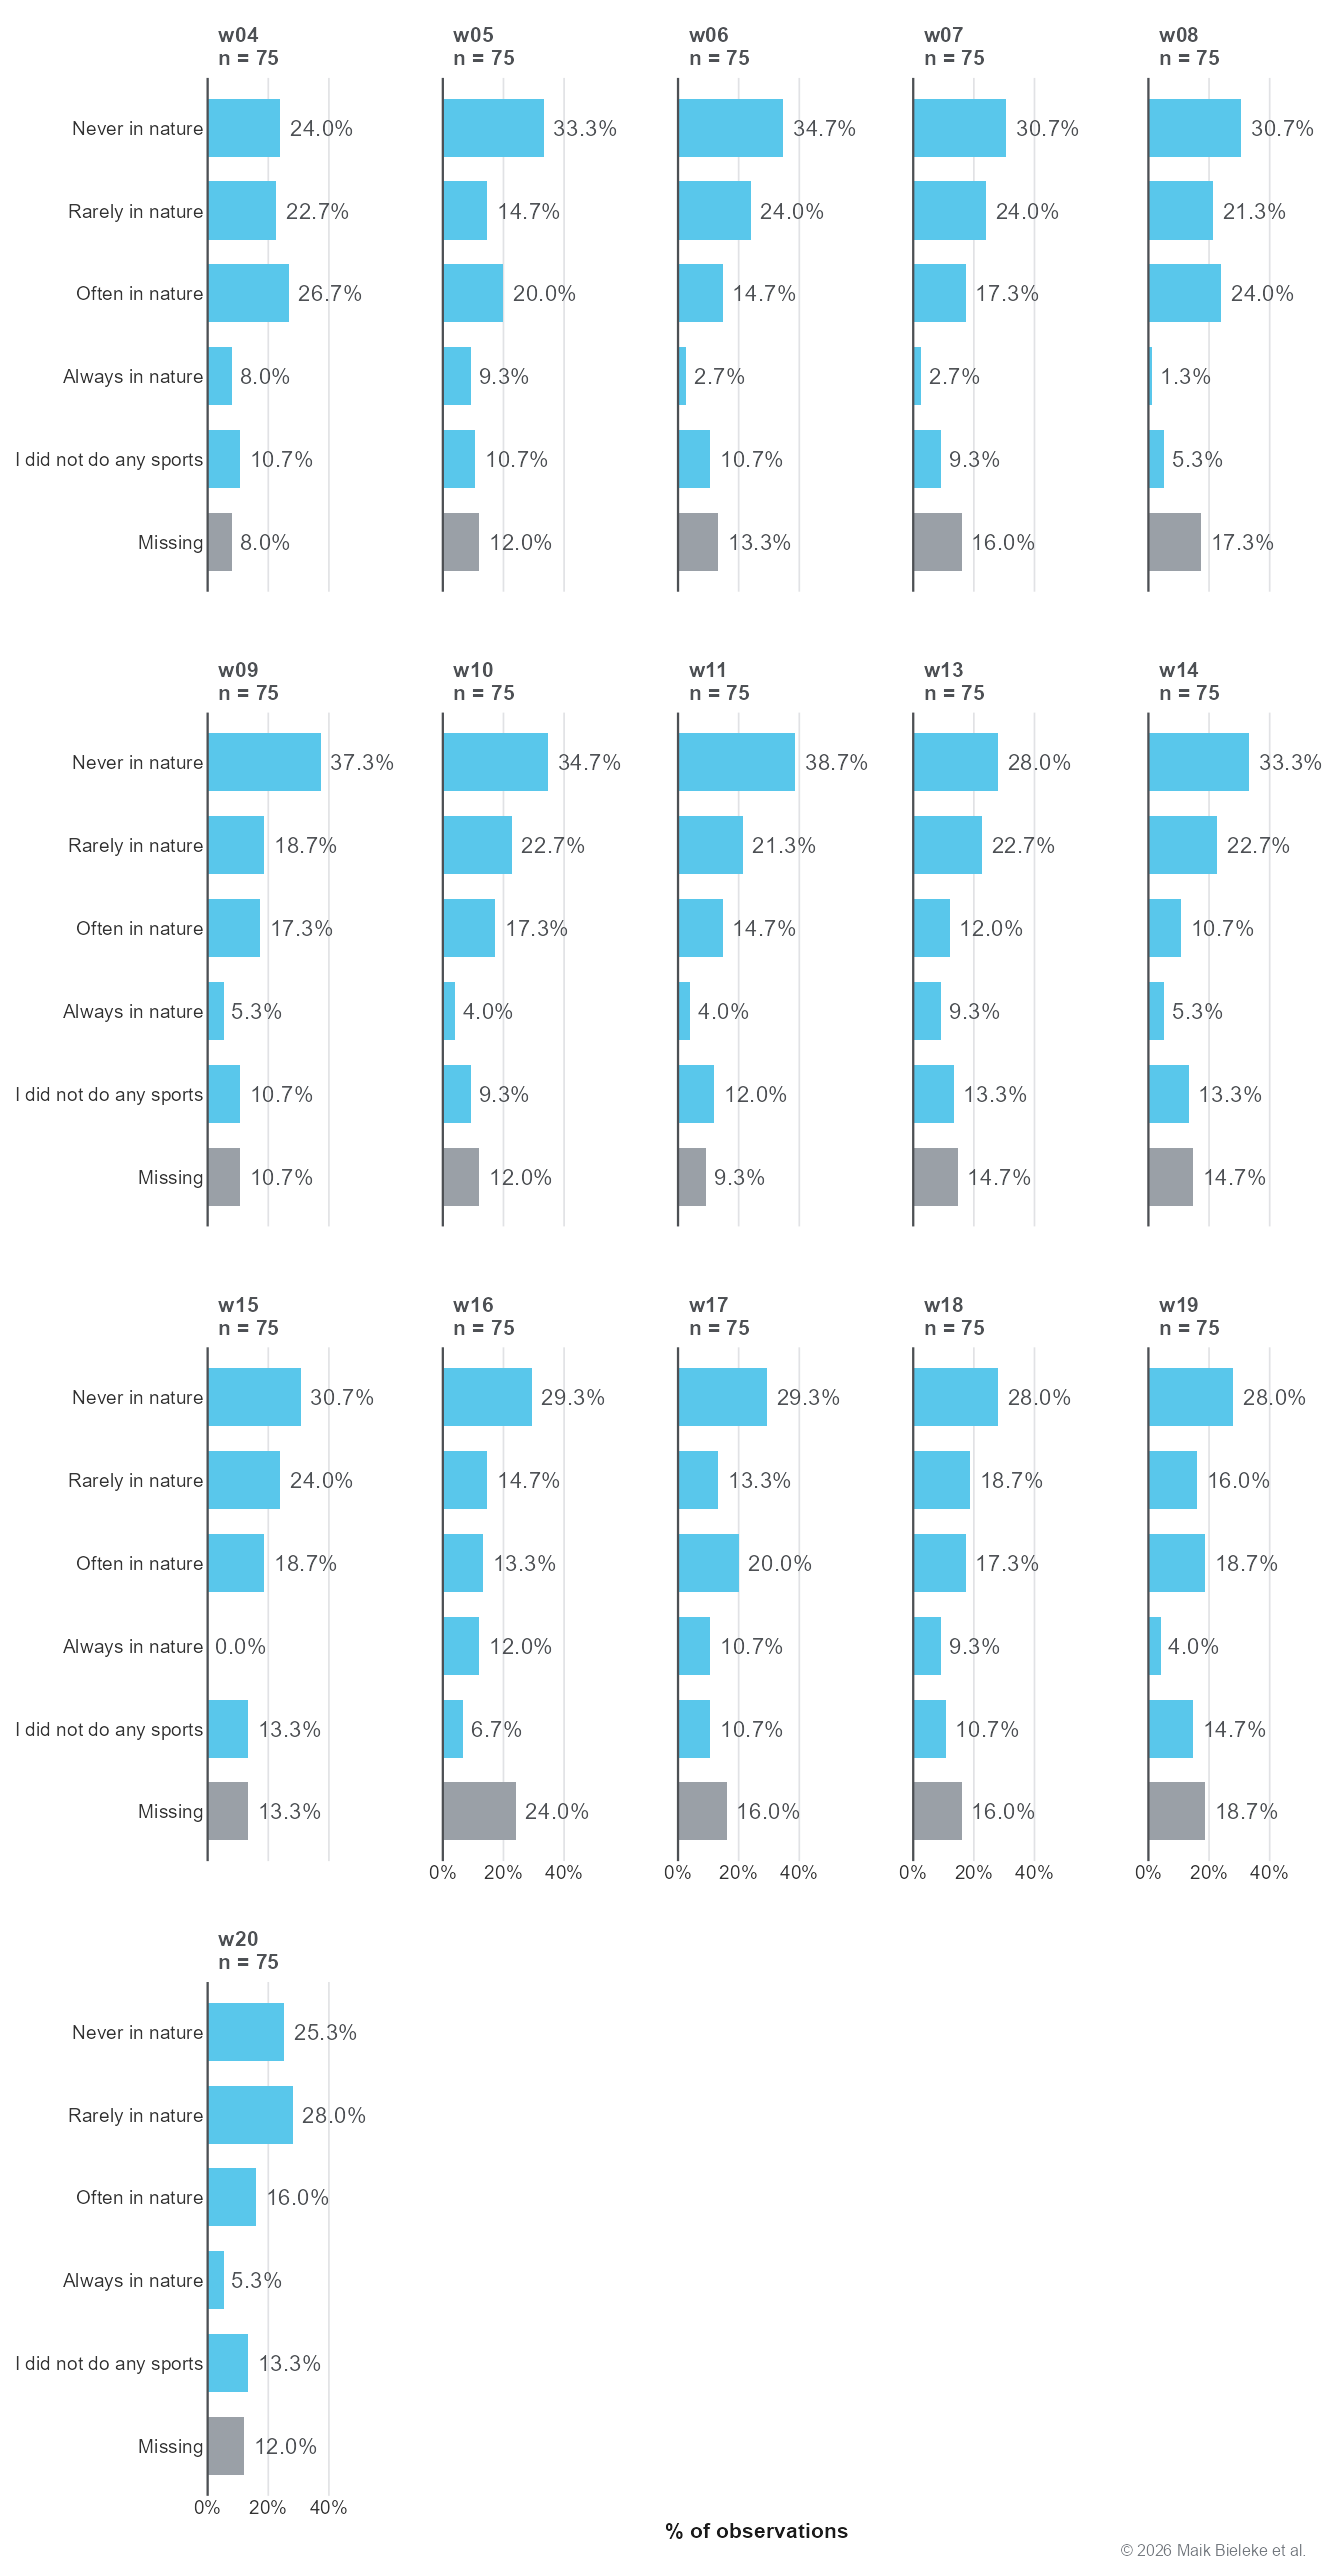 w04 w05 w06 w07 w08
n = 75 n = 75 n = 75 n = 75 n = 75
Never in nature 24.0% 33.3% 34.7% 30.7% 30.7%
Rarely in nature 22.7% 14.7% 24.0% 24.0% 21.3%
Often in nature 26.7% 20.0% 14.7% 17.3% 24.0%
Always in nature 8.0% 9.3% 2.7% 2.7% 1.3%
I did not do any sports 10.7% 10.7% 10.7% 9.3% 5.3%
Missing 8.0% 12.0% 13.3% 16.0% 17.3%
w09 w10 w11 w13 w14
n = 75 n = 75 n = 75 n = 75 n = 75
Never in nature 37.3% 34.7% 38.7% 28.0% 33.3%
Rarely in nature 18.7% 22.7% 21.3% 22.7% 22.7%
Often in nature 17.3% 17.3% 14.7% 12.0% 10.7%
Always in nature 5.3% 4.0% 4.0% 9.3% 5.3%
I did not do any sports 10.7% 9.3% 12.0% 13.3% 13.3%
Missing 10.7% 12.0% 9.3% 14.7% 14.7%
w15 w16 w17 w18 w19
n = 75 n = 75 n = 75 n = 75 n = 75
Never in nature 30.7% 29.3% 29.3% 28.0% 28.0%
Rarely in nature 24.0% 14.7% 13.3% 18.7% 16.0%
Often in nature 18.7% 13.3% 20.0% 17.3% 18.7%
Always in nature 0.0% 12.0% 10.7% 9.3% 4.0%
I did not do any sports 13.3% 6.7% 10.7% 10.7% 14.7%
Missing 13.3% 24.0% 16.0% 16.0% 18.7%
0% 20% 40% 0% 20% 40% 0% 20% 40% 0% 20% 40%
w20
n = 75
Never in nature 25.3%
Rarely in nature 28.0%
Often in nature 16.0%
Always in nature 5.3%
I did not do any sports 13.3%
Missing 12.0%
0% 20% 40%
% of observations
© 2026 Maik Bieleke et al.